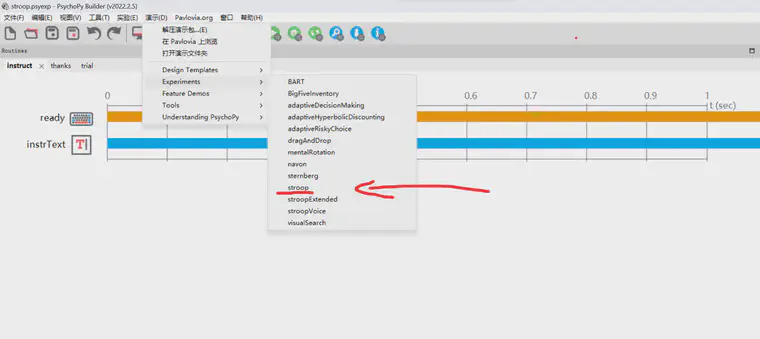 stroop.psyexp - PsychoPy Builder (v2022.2.5)
文件(F) 编辑(E) 视图(V) 工具(T) 实验(E) 演示(D) Pavlovia.org 窗口 帮助(H)
解压演示包...(E)
在 Pavlovia 上浏览
打开演示文件夹
Design Templates
Experiments
Feature Demos
Tools
Understanding PsychoPy
BART
BigFiveInventory
adaptiveDecisionMaking
adaptiveHyperbolicDiscounting
adaptiveRiskyChoice
dragAndDrop
mentalRotation
navon
sternberg
stroop
stroopExtended
stroopVoice
visualSearch
Routines
instruct thanks trial
0 0.6 0.7 0.8 0.9 1
t (sec)
ready
instrText T